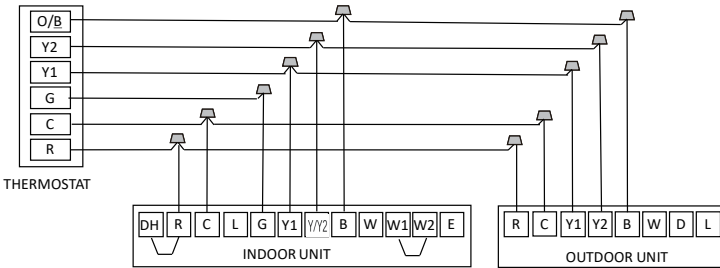 O/B
Y2
Y1
G
C
R
THERMOSTAT
DH R C L G Y1 Y/Y2 B W W1 W2 E
INDOOR UNIT
R C Y1 Y2 B W D L
OUTDOOR UNIT